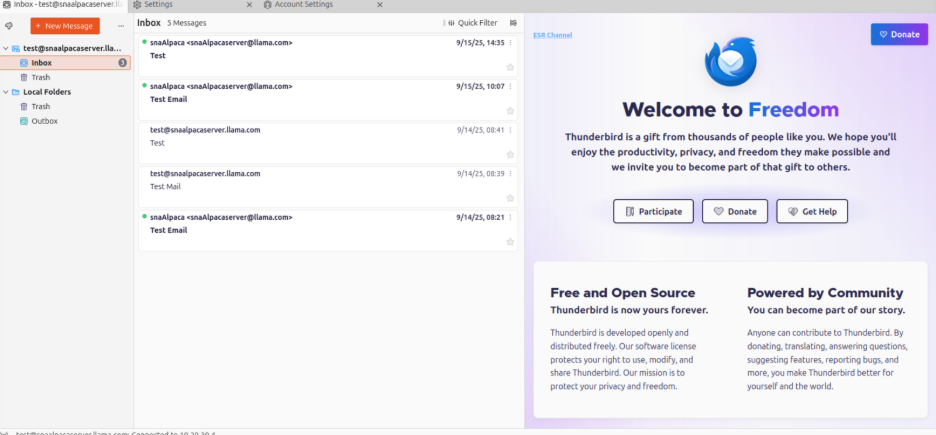 Inbox - test@snaalpacaserver.lla
Settings
Account Settings
+ New Message
test@snaalpacaserver.lla...
Inbox 3
Trash
Local Folders
Trash
Outbox
Inbox 5 Messages
Quick Filter
snaAlpaca <snaAlpacaserver@llama.com> 9/15/25, 14:35
Test
snaAlpaca <snaAlpacaserver@llama.com> 9/15/25, 10:07
Test Email
test@snaalpacaserver.llama.com 9/14/25, 08:41
Test
test@snaalpacaserver.llama.com 9/14/25, 08:39
Test Mail
snaAlpaca <snaAlpacaserver@llama.com> 9/14/25, 08:21
Test Email
ESR Channel
Donate
Welcome to Freedom
Thunderbird is a gift from thousands of people like you. We hope you'll
enjoy the productivity, privacy, and freedom they make possible and
we invite you to become part of that gift to others.
Participate
Donate
Get Help
Free and Open Source
Thunderbird is now yours forever.
Thunderbird is developed openly and
distributed freely. Our software license
protects your right to use, modify, and
share Thunderbird. Our mission is to
protect your privacy and freedom.
Powered by Community
You can become part of our story.
Anyone can contribute to Thunderbird. By
donating, translating, answering questions,
suggesting features, reporting bugs, and
more, you make Thunderbird better for
yourself and the world.
test@snaalpacaserver.llama.com: Connected to 10.20.30.4